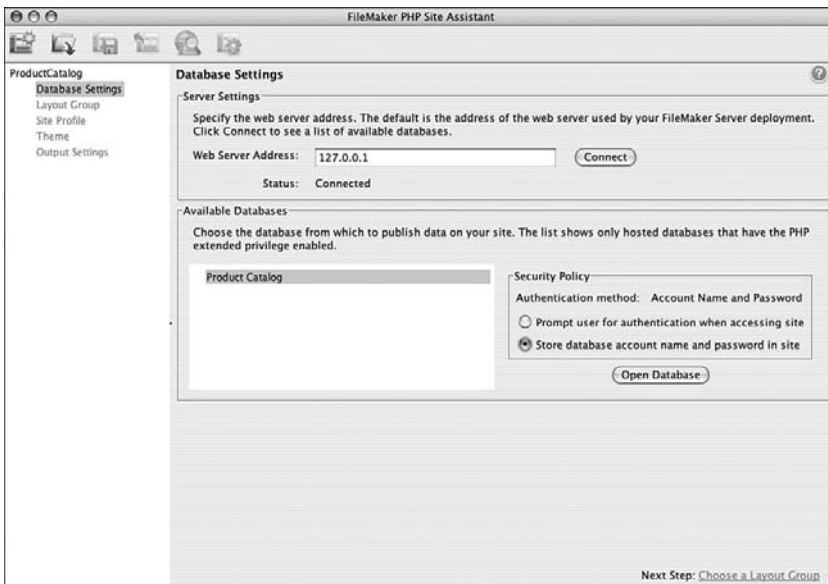 FileMaker PHP Site Assistant
ProductCatalog
Database Settings
Layout Group
Site Profile
Theme
Output Settings
Database Settings
?
Server Settings
Specify the web server address. The default is the address of the web server used by your FileMaker Server deployment.
Click Connect to see a list of available databases.
Web Server Address: 127.0.0.1 Connect
Status: Connected
Available Databases
Choose the database from which to publish data on your site. The list shows only hosted databases that have the PHP
extended privilege enabled.
Product Catalog
Security Policy
Authentication method: Account Name and Password
Prompt user for authentication when accessing site
Store database account name and password in site
Open Database
Next Step: Choose a Layout Group